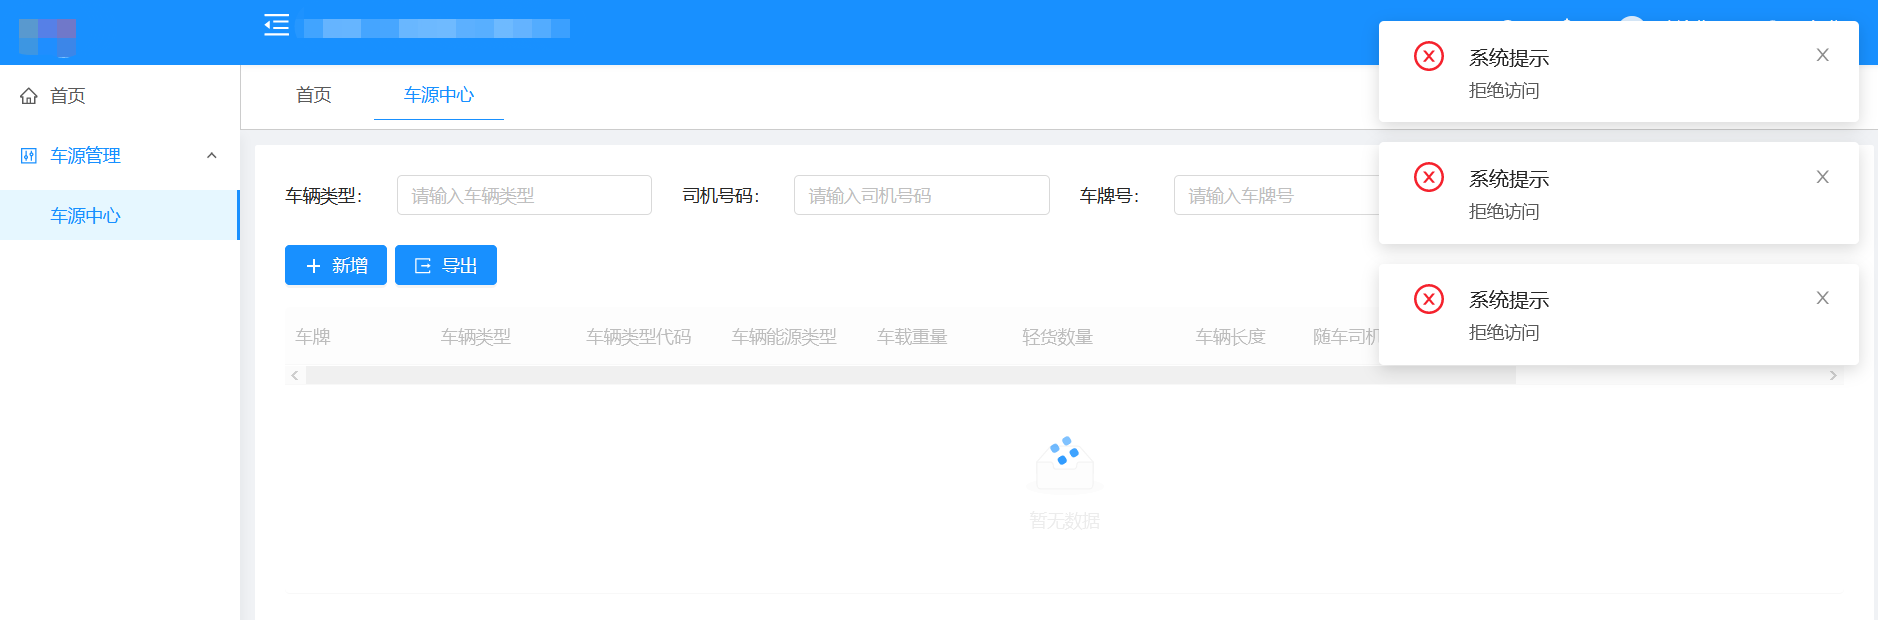 首页
车源管理
车源中心
首页 车源中心
车辆类型： 请输入车辆类型 司机号码： 请输入司机号码 车牌号： 请输入车牌号
新增 导出
车牌 车辆类型 车辆类型代码 车辆能源类型 车载重量 轻货数量 车辆长度 随车司机
暂无数据
系统提示
拒绝访问
系统提示
拒绝访问
系统提示
拒绝访问